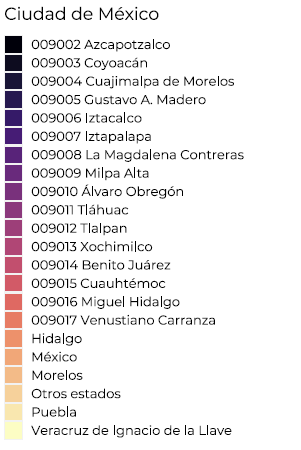 Ciudad de México
009002 Azcapotzalco
009003 Coyoacán
009004 Cuajimalpa de Morelos
009005 Gustavo A. Madero
009006 Iztacalco
009007 Iztapalapa
009008 La Magdalena Contreras
009009 Milpa Alta
009010 Álvaro Obregón
009011 Tláhuac
009012 Tlalpan
009013 Xochimilco
009014 Benito Juárez
009015 Cuauhtémoc
009016 Miguel Hidalgo
009017 Venustiano Carranza
Hidalgo
México
Morelos
Otros estados
Puebla
Veracruz de Ignacio de la Llave